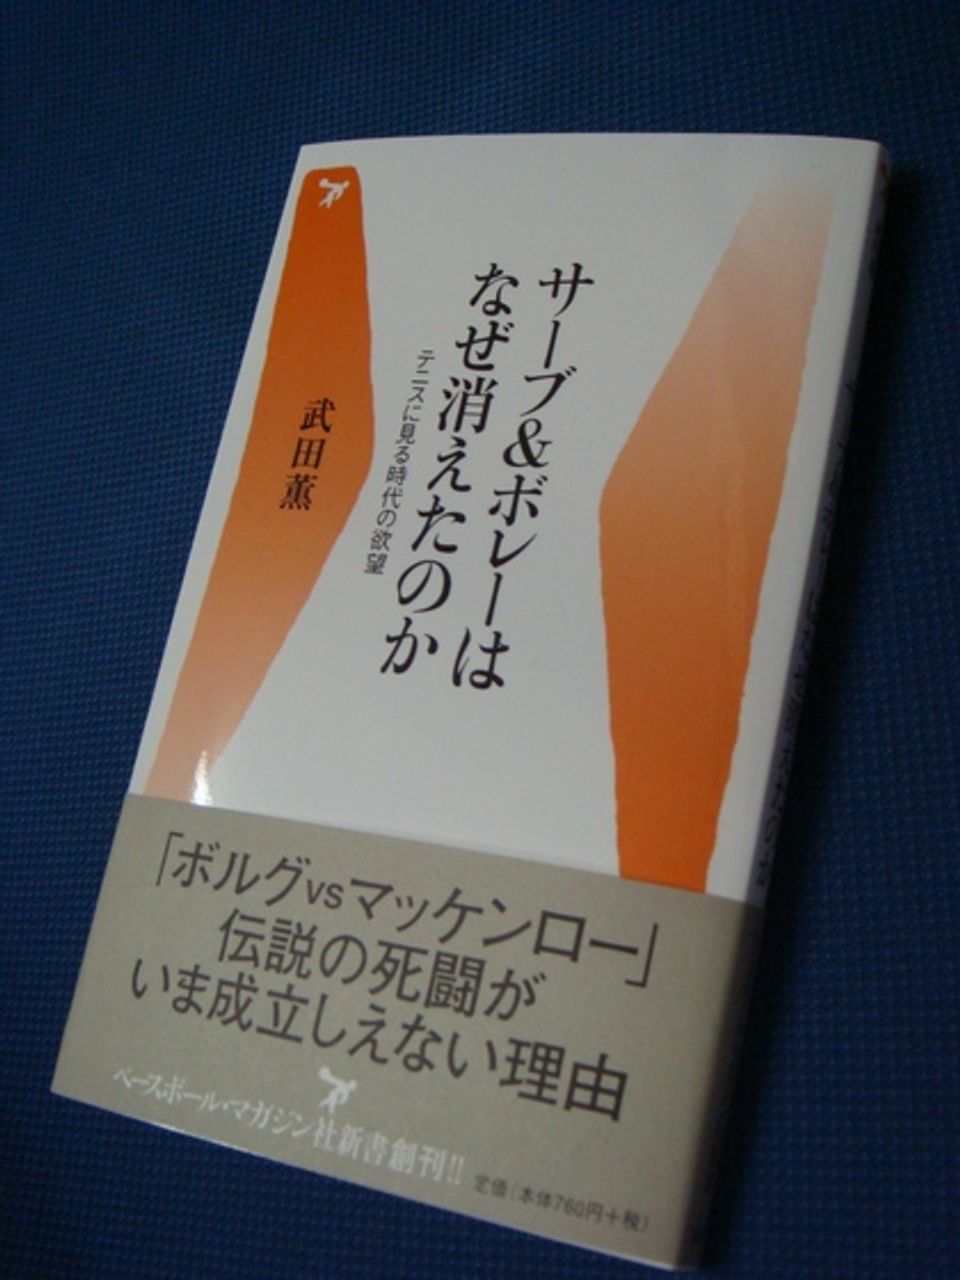 サーブ&ボレーは
なぜ消えたのか
テニスに見る時代の欲望
武田薫
「ボルグvsマッケンロー」
伝説の死闘が
いま成立しえない理由
ベースボール・マガジン社新書創刊!!
定価(本体760円+税)